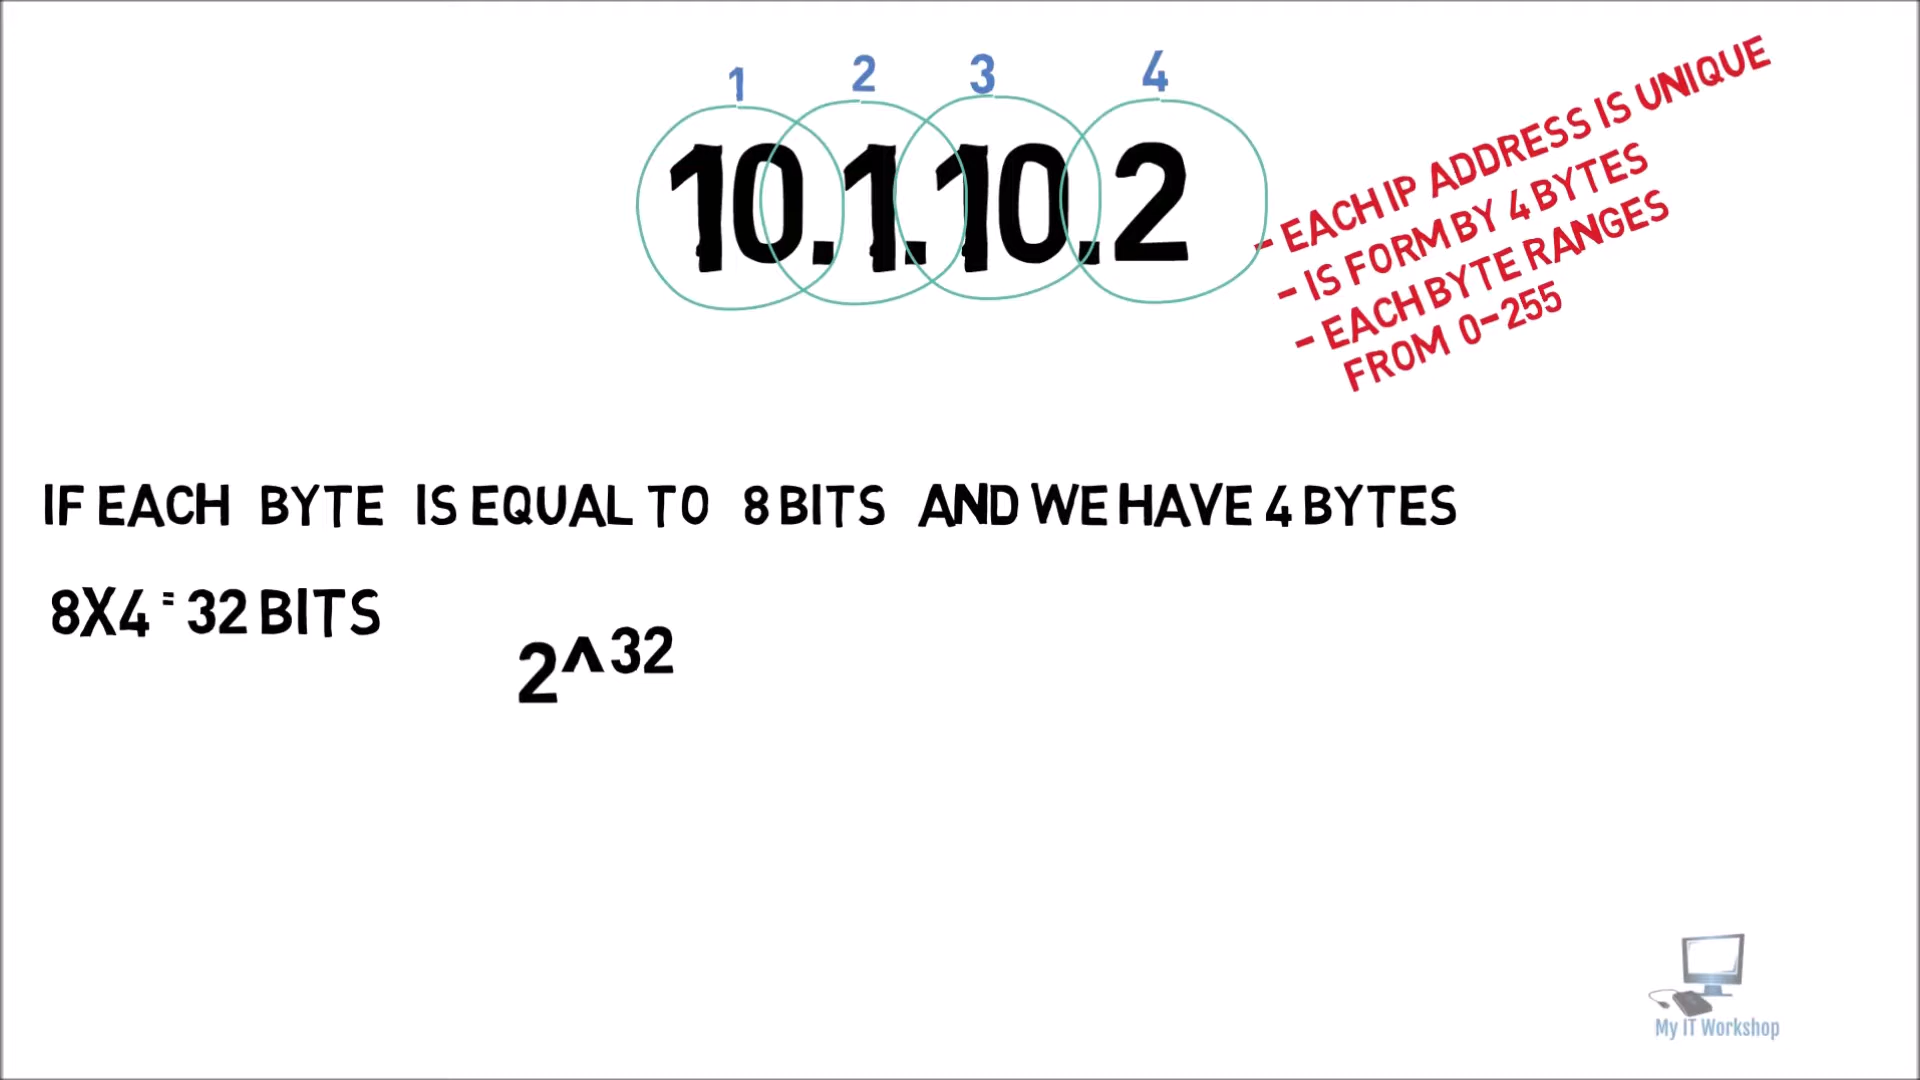 1 2 3 4
10.1.10.2
- EACH IP ADDRESS IS UNIQUE
- IS FORM BY 4 BYTES
- EACH BYTE RANGES
FROM 0-255
IF EACH BYTE IS EQUAL TO 8 BITS AND WE HAVE 4 BYTES
8X4 = 32 BITS
2^32
My IT Workshop